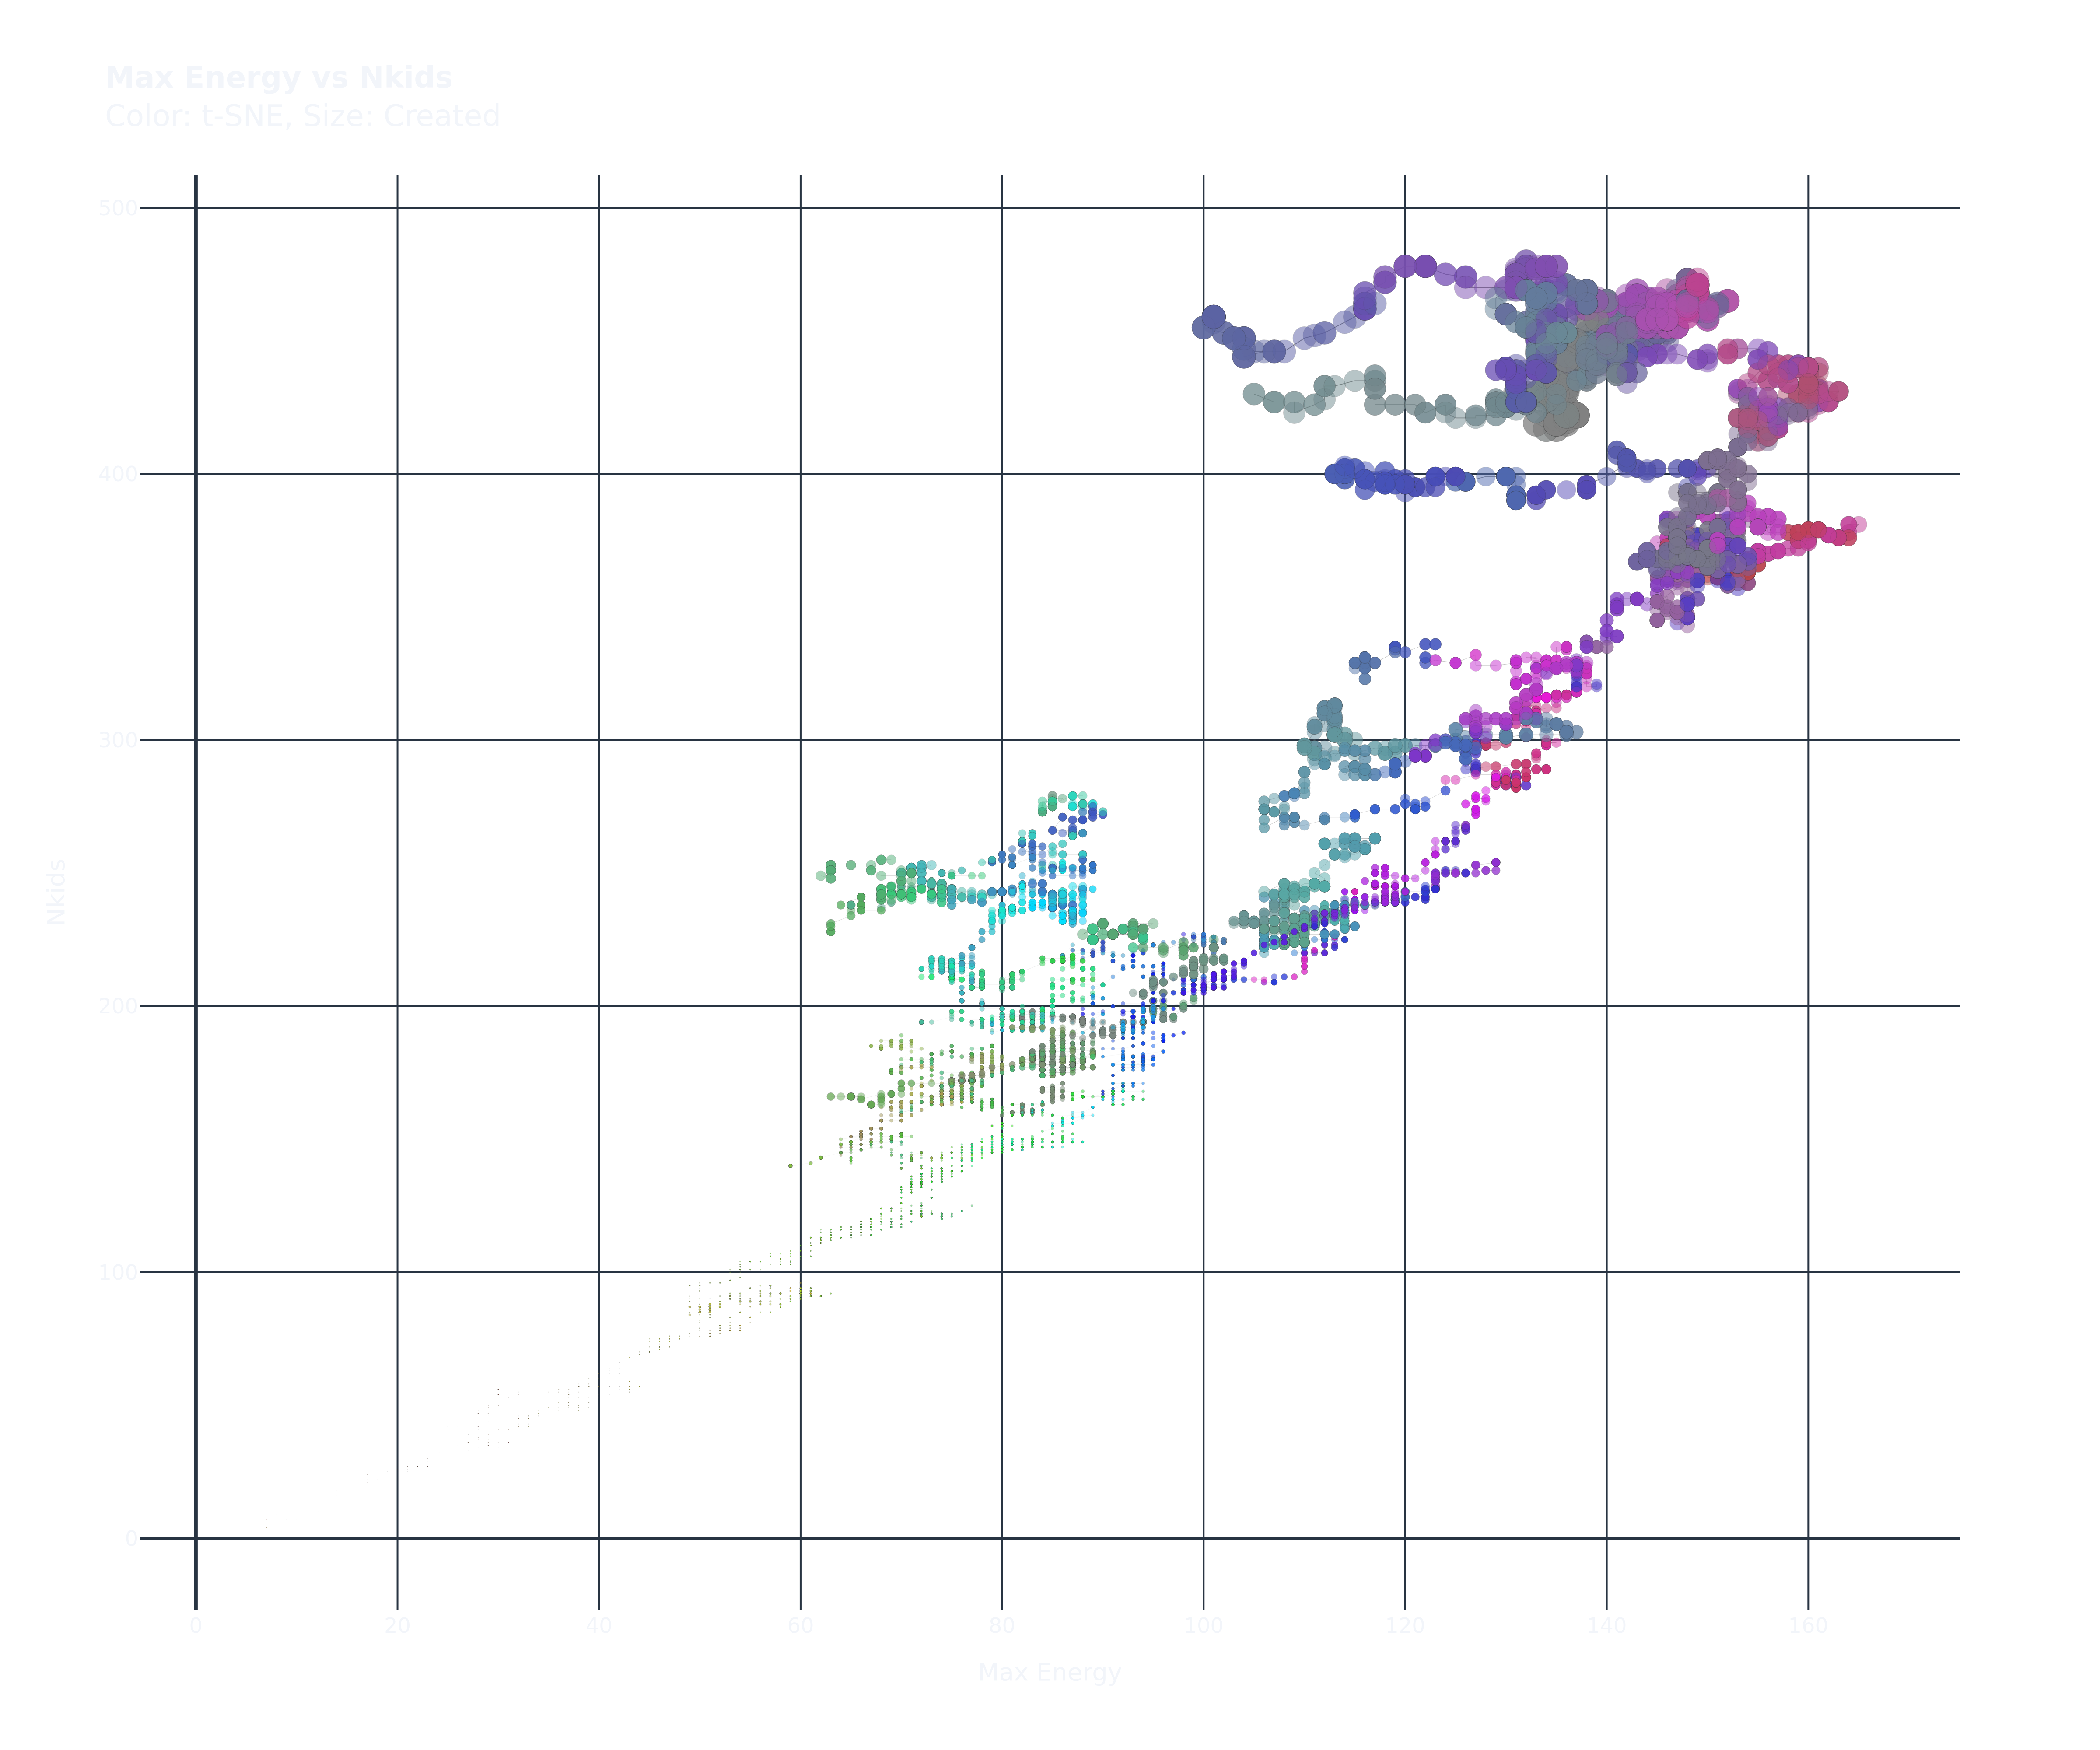 Max Energy vs Nkids
Color: t-SNE, Size: Created
500
400
300
200
100
0
Nkids
0 20 40 60 80 100 120 140 160
Max Energy